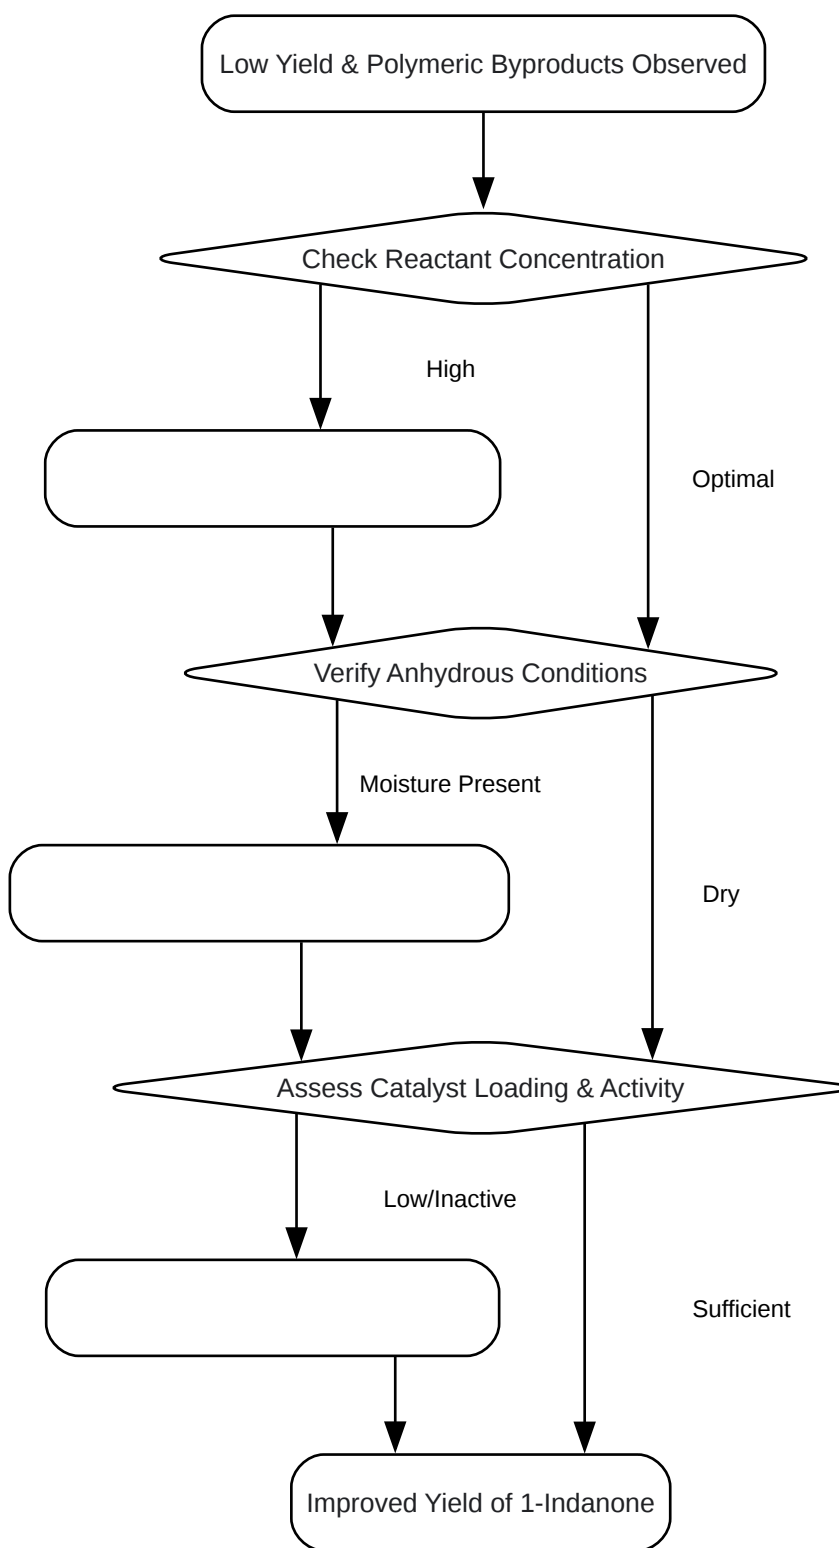 Low Yield & Polymeric Byproducts Observed
Check Reactant Concentration
High
Optimal
Verify Anhydrous Conditions
Moisture Present
Dry
Assess Catalyst Loading & Activity
Low/Inactive
Sufficient
Improved Yield of 1-Indanone